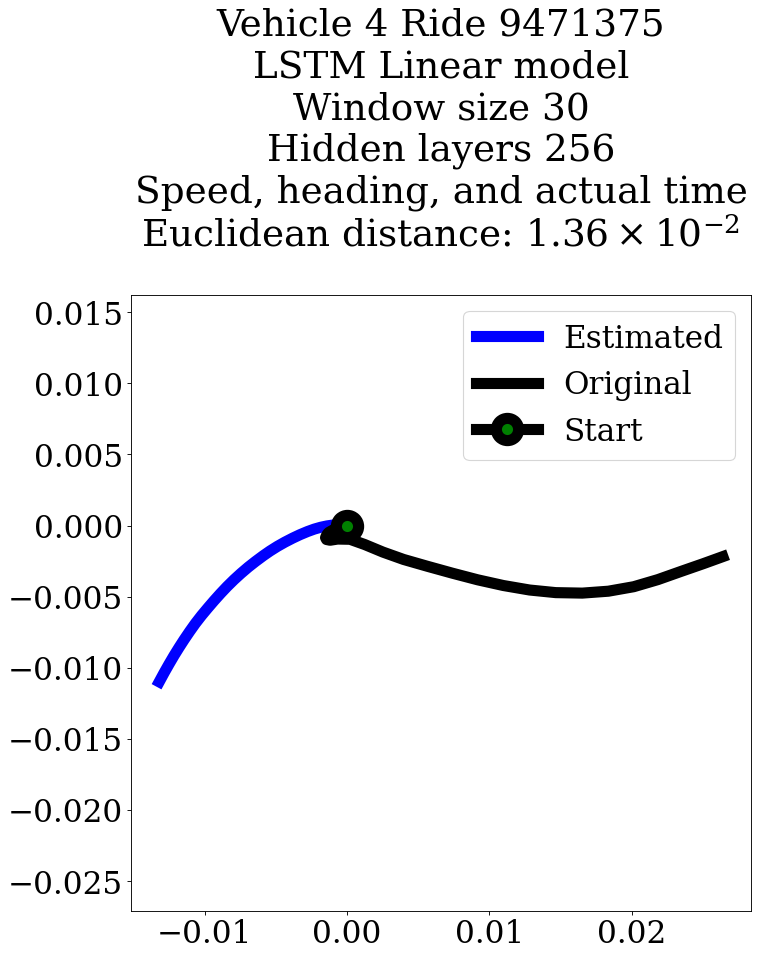 Vehicle 4 Ride 9471375
LSTM Linear model
Window size 30
Hidden layers 256
Speed, heading, and actual time
Euclidean distance: 1.36 × 10⁻²
Estimated
Original
Start
0.015
0.010
0.005
0.000
−0.005
−0.010
−0.015
−0.020
−0.025
−0.01 0.00 0.01 0.02